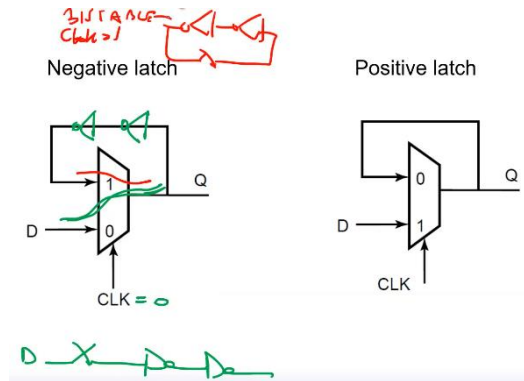 BISTABLE
Clk=1
Negative latch
Positive latch
1
Q
D
0
CLK = 0
0
Q
D
1
CLK
D